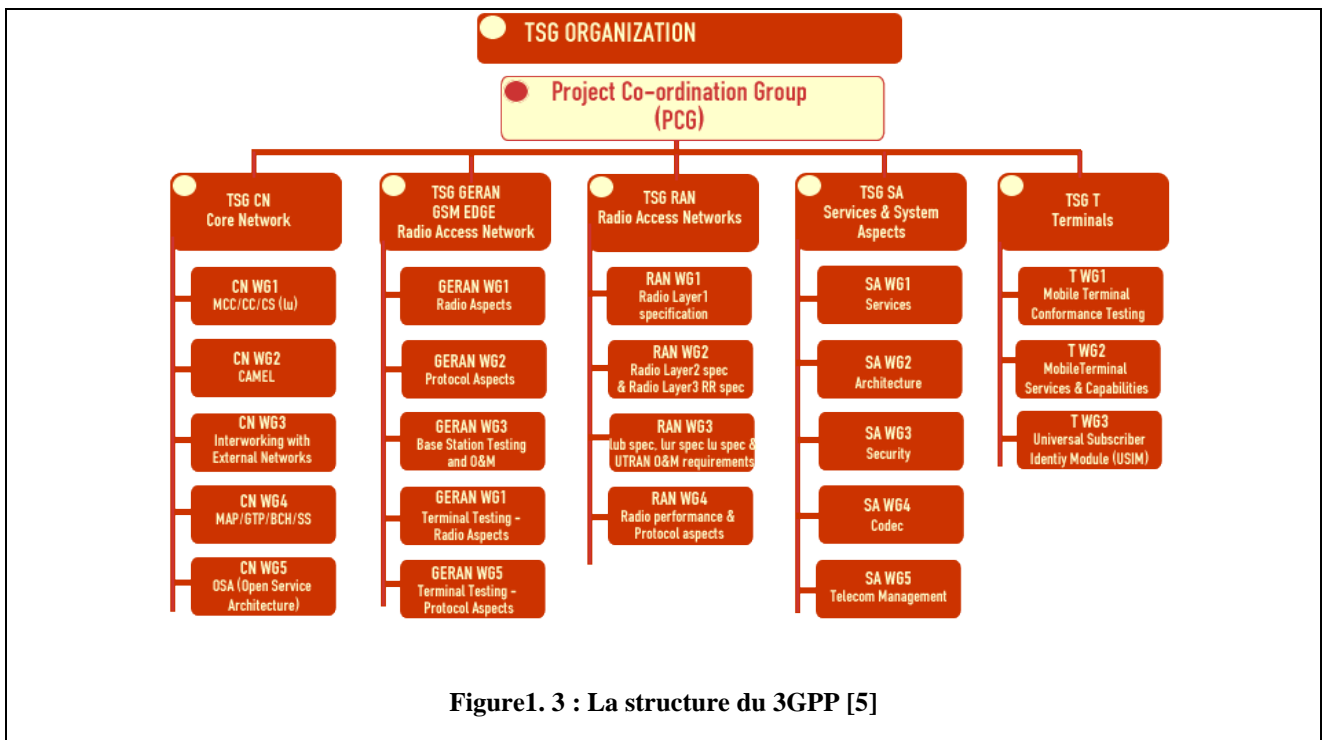 TSG ORGANIZATION
Project Co-ordination Group
(PCG)
TSG CN
Core Network
CN WG1
MCC/CC/CS (lu)
CN WG2
CAMEL
CN WG3
Interworking with
External Networks
CN WG4
MAP/GTP/BCH/SS
CN WG5
OSA (Open Service
Architecture)
TSG GERAN
GSM EDGE
Radio Access Network
GERAN WG1
Radio Aspects
GERAN WG2
Protocol Aspects
GERAN WG3
Base Station Testing
and O&M
GERAN WG1
Terminal Testing -
Radio Aspects
GERAN WG5
Terminal Testing -
Protocol Aspects
TSG RAN
Radio Access Networks
RAN WG1
Radio Layer1
specification
RAN WG2
Radio Layer2 spec
& Radio Layer3 RR spec
RAN WG3
lub spec, lur spec lu spec &
UTRAN O&M requirements
RAN WG4
Radio performance &
Protocol aspects
TSG SA
Services & System
Aspects
SA WG1
Services
SA WG2
Architecture
SA WG3
Security
SA WG4
Codec
SA WG5
Telecom Management
TSG T
Terminals
T WG1
Mobile Terminal
Conformance Testing
T WG2
MobileTerminal
Services & Capabilities
T WG3
Universal Subscriber
Identiy Module (USIM)
Figure1. 3 : La structure du 3GPP [5]